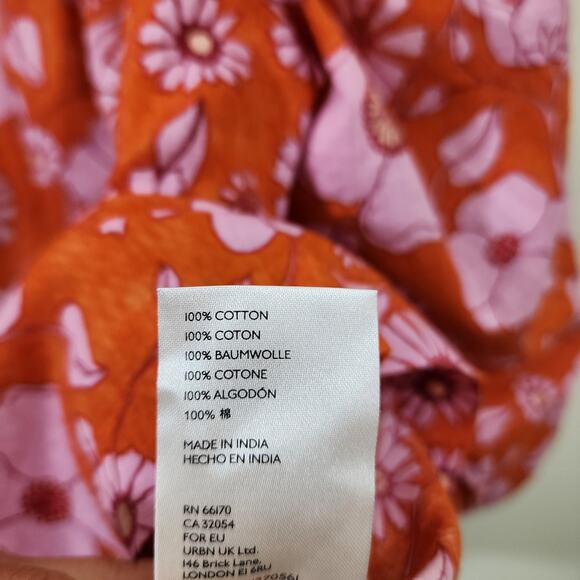 100% COTTON
100% COTON
100% BAUMWOLLE
100% COTONE
100% ALGODÓN
100% 棉
MADE IN INDIA
HECHO EN INDIA
RN 66170
CA 32054
FOR EU
URBN UK Ltd.
146 Brick Lane,
LONDON E1 6RU